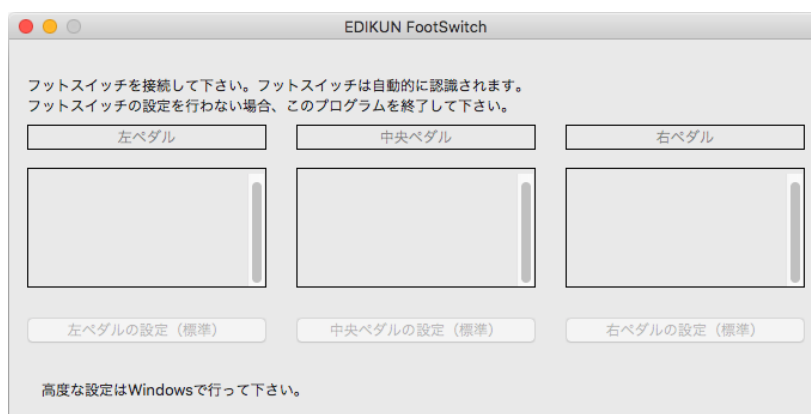 EDIKUN FootSwitch
フットスイッチを接続して下さい。フットスイッチは自動的に認識されます。
フットスイッチの設定を行わない場合、このプログラムを終了して下さい。
左ペダル
中央ペダル
右ペダル
左ペダルの設定（標準）
中央ペダルの設定（標準）
右ペダルの設定（標準）
高度な設定はWindowsで行って下さい。